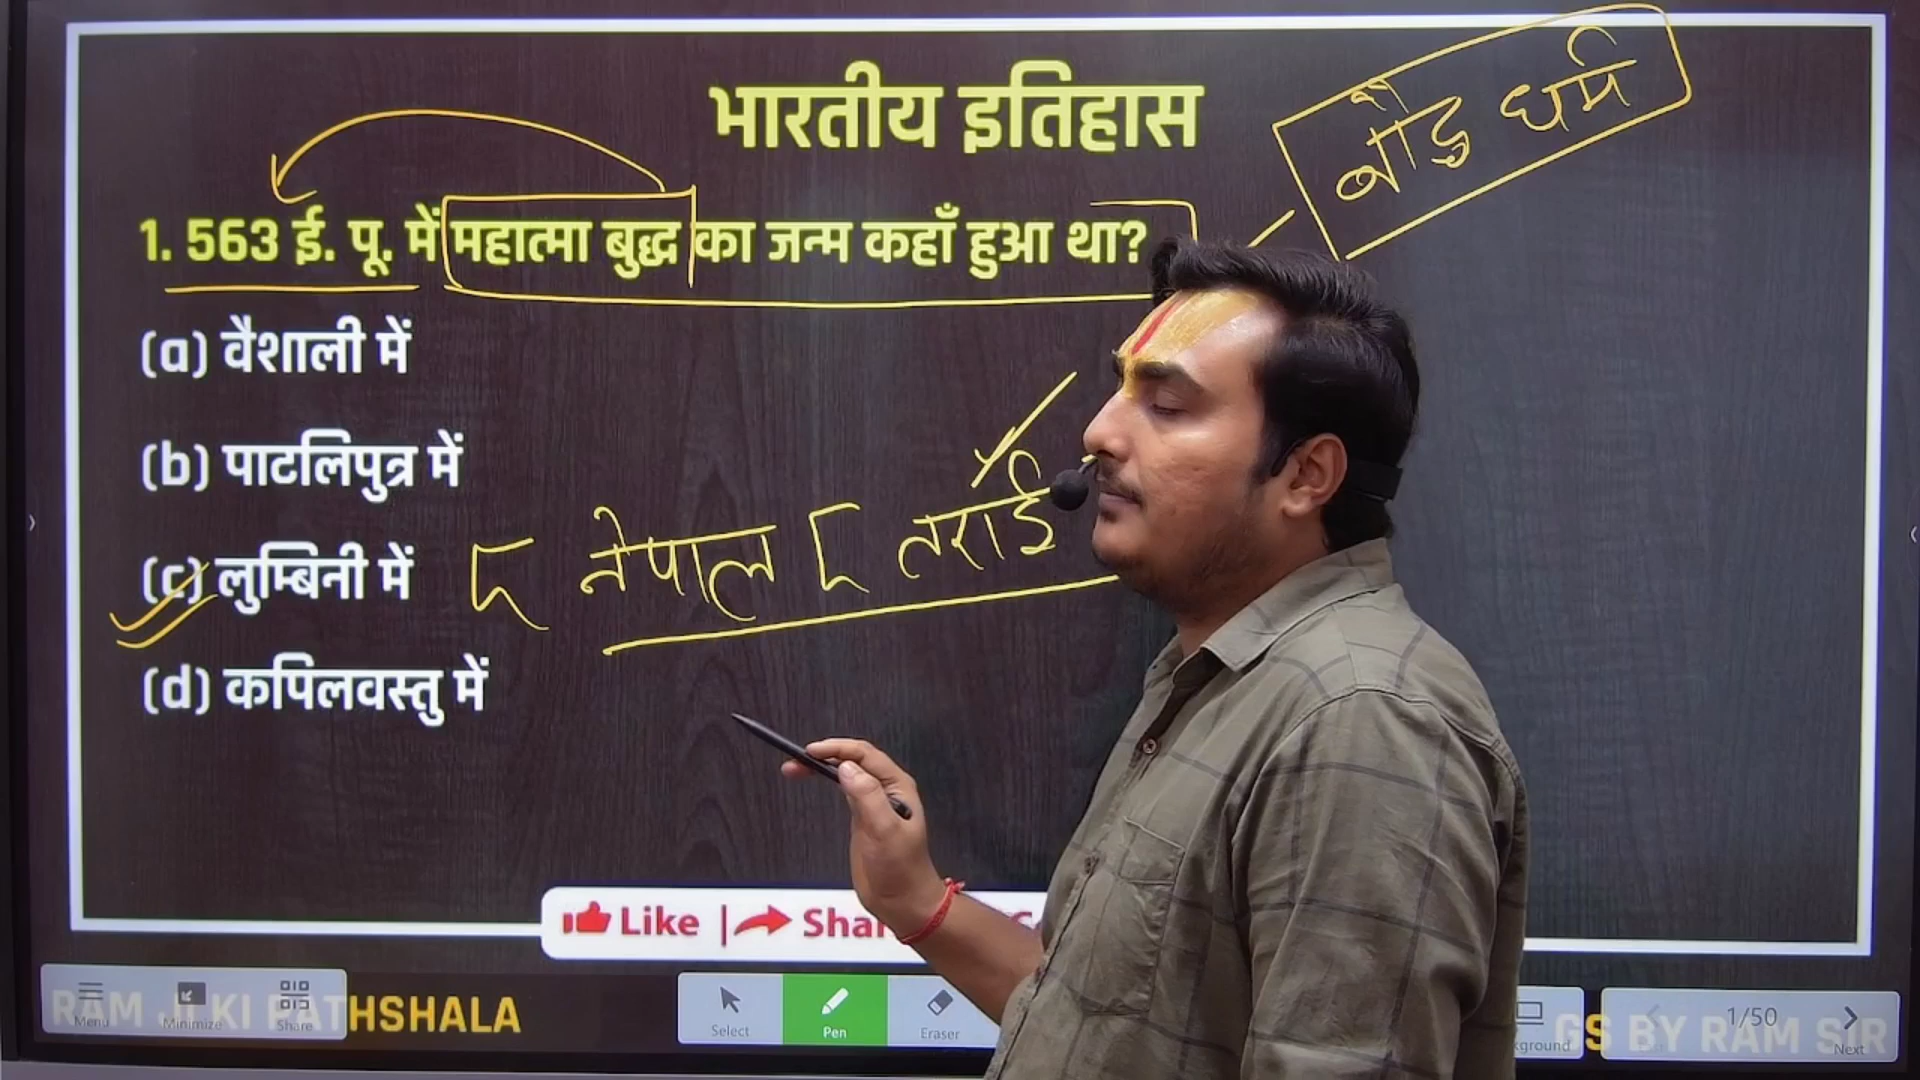 भारतीय इतिहास
बौद्ध धर्म
1. 563 ई. पू. में महात्मा बुद्ध का जन्म कहाँ हुआ था?
(a) वैशाली में
(b) पाटलिपुत्र में
(c) लुम्बिनी में
नेपाल तराई
(d) कपिलवस्तु में
Like | Shar
RAM JI KI PATHSHALA
Menu Minimize Share
Select Pen Eraser
kground
1/50 Next
GS BY RAM SIR